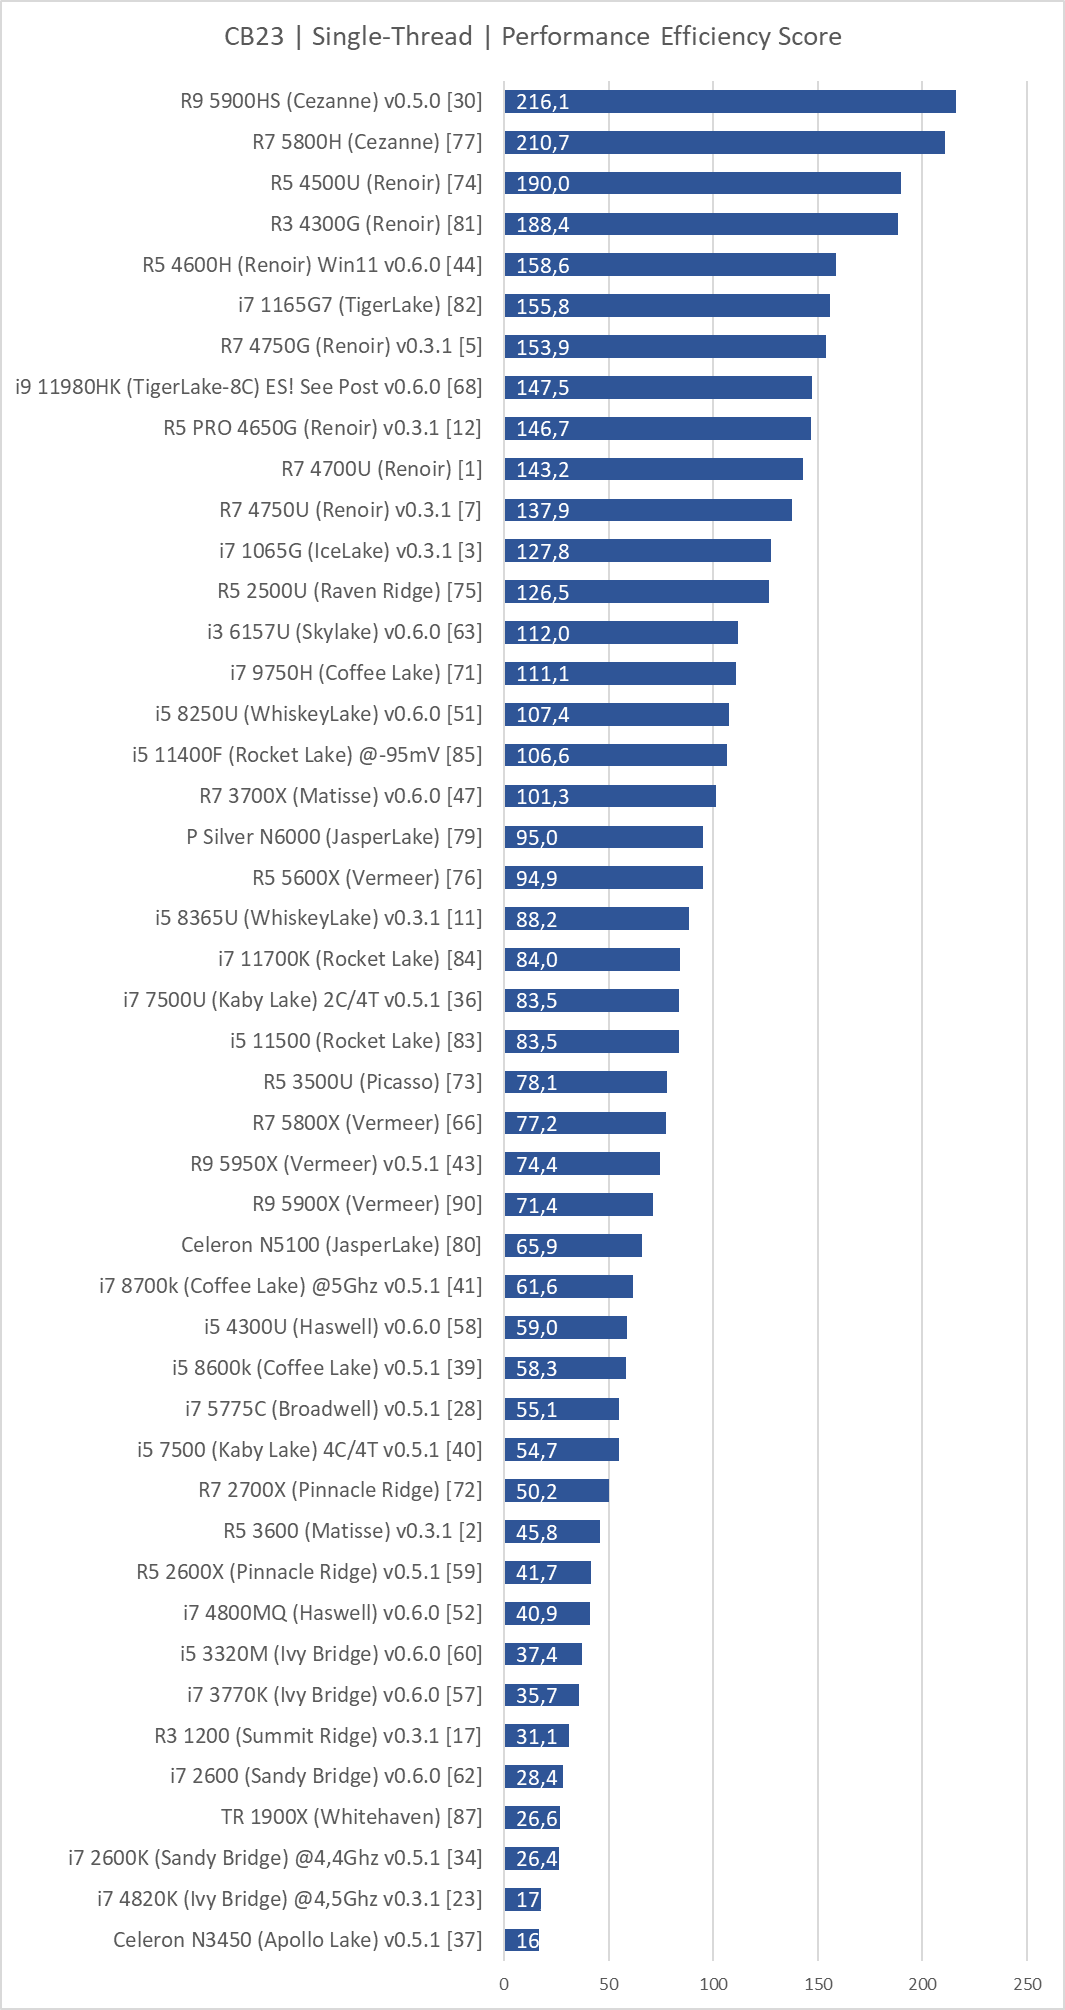 CB23 | Single-Thread | Performance Efficiency Score
R9 5900HS (Cezanne) v0.5.0 [30] 216,1
R7 5800H (Cezanne) [77] 210,7
R5 4500U (Renoir) [74] 190,0
R3 4300G (Renoir) [81] 188,4
R5 4600H (Renoir) Win11 v0.6.0 [44] 158,6
i7 1165G7 (TigerLake) [82] 155,8
R7 4750G (Renoir) v0.3.1 [5] 153,9
i9 11980HK (TigerLake-8C) ES! See Post v0.6.0 [68] 147,5
R5 PRO 4650G (Renoir) v0.3.1 [12] 146,7
R7 4700U (Renoir) [1] 143,2
R7 4750U (Renoir) v0.3.1 [7] 137,9
i7 1065G (IceLake) v0.3.1 [3] 127,8
R5 2500U (Raven Ridge) [75] 126,5
i3 6157U (Skylake) v0.6.0 [63] 112,0
i7 9750H (Coffee Lake) [71] 111,1
i5 8250U (WhiskeyLake) v0.6.0 [51] 107,4
i5 11400F (Rocket Lake) @-95mV [85] 106,6
R7 3700X (Matisse) v0.6.0 [47] 101,3
P Silver N6000 (JasperLake) [79] 95,0
R5 5600X (Vermeer) [76] 94,9
i5 8365U (WhiskeyLake) v0.3.1 [11] 88,2
i7 11700K (Rocket Lake) [84] 84,0
i7 7500U (Kaby Lake) 2C/4T v0.5.1 [36] 83,5
i5 11500 (Rocket Lake) [83] 83,5
R5 3500U (Picasso) [73] 78,1
R7 5800X (Vermeer) [66] 77,2
R9 5950X (Vermeer) v0.5.1 [43] 74,4
R9 5900X (Vermeer) [90] 71,4
Celeron N5100 (JasperLake) [80] 65,9
i7 8700k (Coffee Lake) @5Ghz v0.5.1 [41] 61,6
i5 4300U (Haswell) v0.6.0 [58] 59,0
i5 8600k (Coffee Lake) v0.5.1 [39] 58,3
i7 5775C (Broadwell) v0.5.1 [28] 55,1
i5 7500 (Kaby Lake) 4C/4T v0.5.1 [40] 54,7
R7 2700X (Pinnacle Ridge) [72] 50,2
R5 3600 (Matisse) v0.3.1 [2] 45,8
R5 2600X (Pinnacle Ridge) v0.5.1 [59] 41,7
i7 4800MQ (Haswell) v0.6.0 [52] 40,9
i5 3320M (Ivy Bridge) v0.6.0 [60] 37,4
i7 3770K (Ivy Bridge) v0.6.0 [57] 35,7
R3 1200 (Summit Ridge) v0.3.1 [17] 31,1
i7 2600 (Sandy Bridge) v0.6.0 [62] 28,4
TR 1900X (Whitehaven) [87] 26,6
i7 2600K (Sandy Bridge) @4,4Ghz v0.5.1 [34] 26,4
i7 4820K (Ivy Bridge) @4,5Ghz v0.3.1 [23] 17
Celeron N3450 (Apollo Lake) v0.5.1 [37] 16
0 50 100 150 200 250